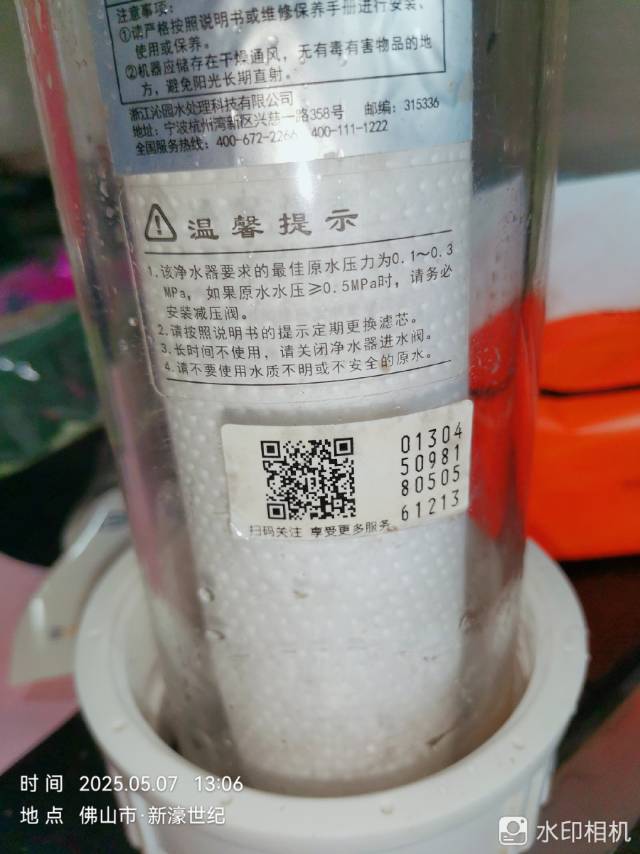 注意事项:
①请严格按照说明书或维修保养手册进行安装、
使用或保养。
②机器应储存在干燥通风，无有毒有害物品的地
方，避免阳光长期直射。
浙江沁园水处理科技有限公司
地址: 宁波杭州湾新区兴慈一路358号 邮编: 315336
全国服务热线: 400-672-2266 400-111-1222
温馨提示
1.该净水器要求的最佳原水压力为0.1～0.3
MPa，如果原水水压≥0.5MPa时，请务必
安装减压阀。
2.请按照说明书的提示定期更换滤芯。
3.长时间不使用，请关闭净水器进水阀。
4.请不要使用水质不明或不安全的原水。
01304
50981
80505
61213
扫码关注 享受更多服务
时间 2025.05.07 13:06
地点 佛山市·新濠世纪
水印相机